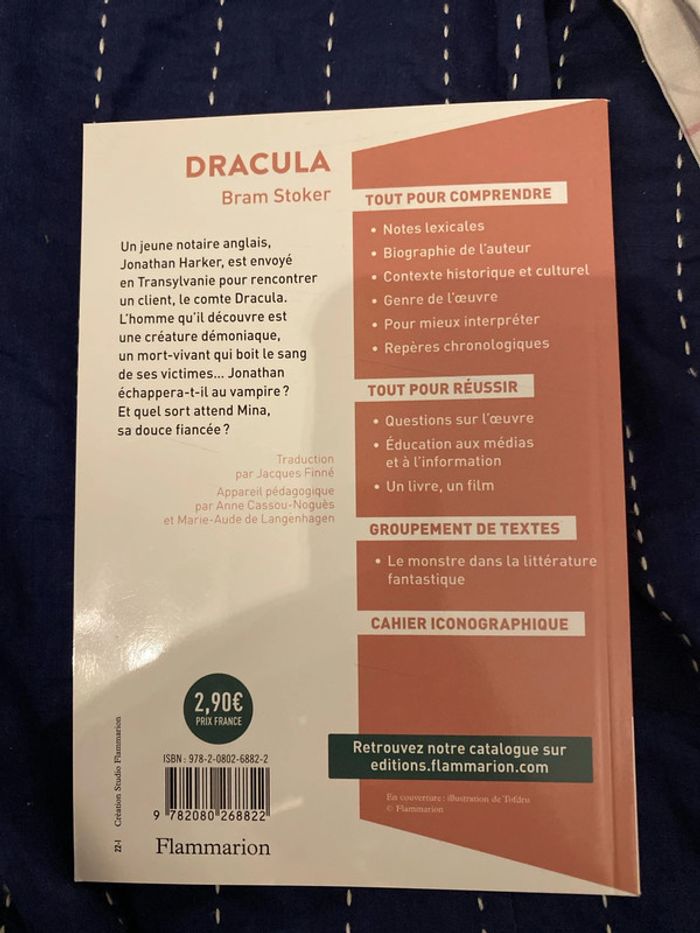 DRACULA
Bram Stoker
Un jeune notaire anglais,
Jonathan Harker, est envoyé
en Transylvanie pour rencontrer
un client, le comte Dracula.
L'homme qu'il découvre est
une créature démoniaque,
un mort-vivant qui boit le sang
de ses victimes... Jonathan
échappera-t-il au vampire ?
Et quel sort attend Mina,
sa douce fiancée ?
Traduction
par Jacques Finné
Appareil pédagogique
par Anne Cassou-Noguès
et Marie-Aude de Langenhagen
TOUT POUR COMPRENDRE
• Notes lexicales
• Biographie de l'auteur
• Contexte historique et culturel
• Genre de l'œuvre
• Pour mieux interpréter
• Repères chronologiques
TOUT POUR RÉUSSIR
• Questions sur l'œuvre
• Éducation aux médias
et à l'information
• Un livre, un film
GROUPEMENT DE TEXTES
• Le monstre dans la littérature
fantastique
CAHIER ICONOGRAPHIQUE
2,90€
PRIX FRANCE
ISBN : 978-2-0802-6882-2
9 782080 268822
Flammarion
22-I Création Studio Flammarion
Retrouvez notre catalogue sur
editions.flammarion.com
En couverture : illustration de Tofdru
© Flammarion